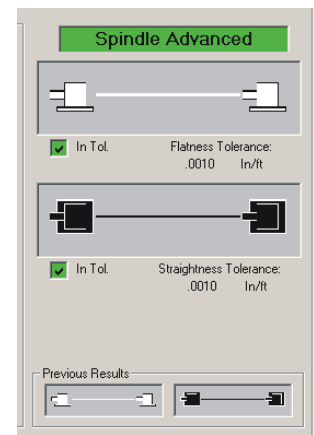 Spindle Advanced
In Tol. Flatness Tolerance:
.0010 In/ft
In Tol. Straightness Tolerance:
.0010 In/ft
Previous Results